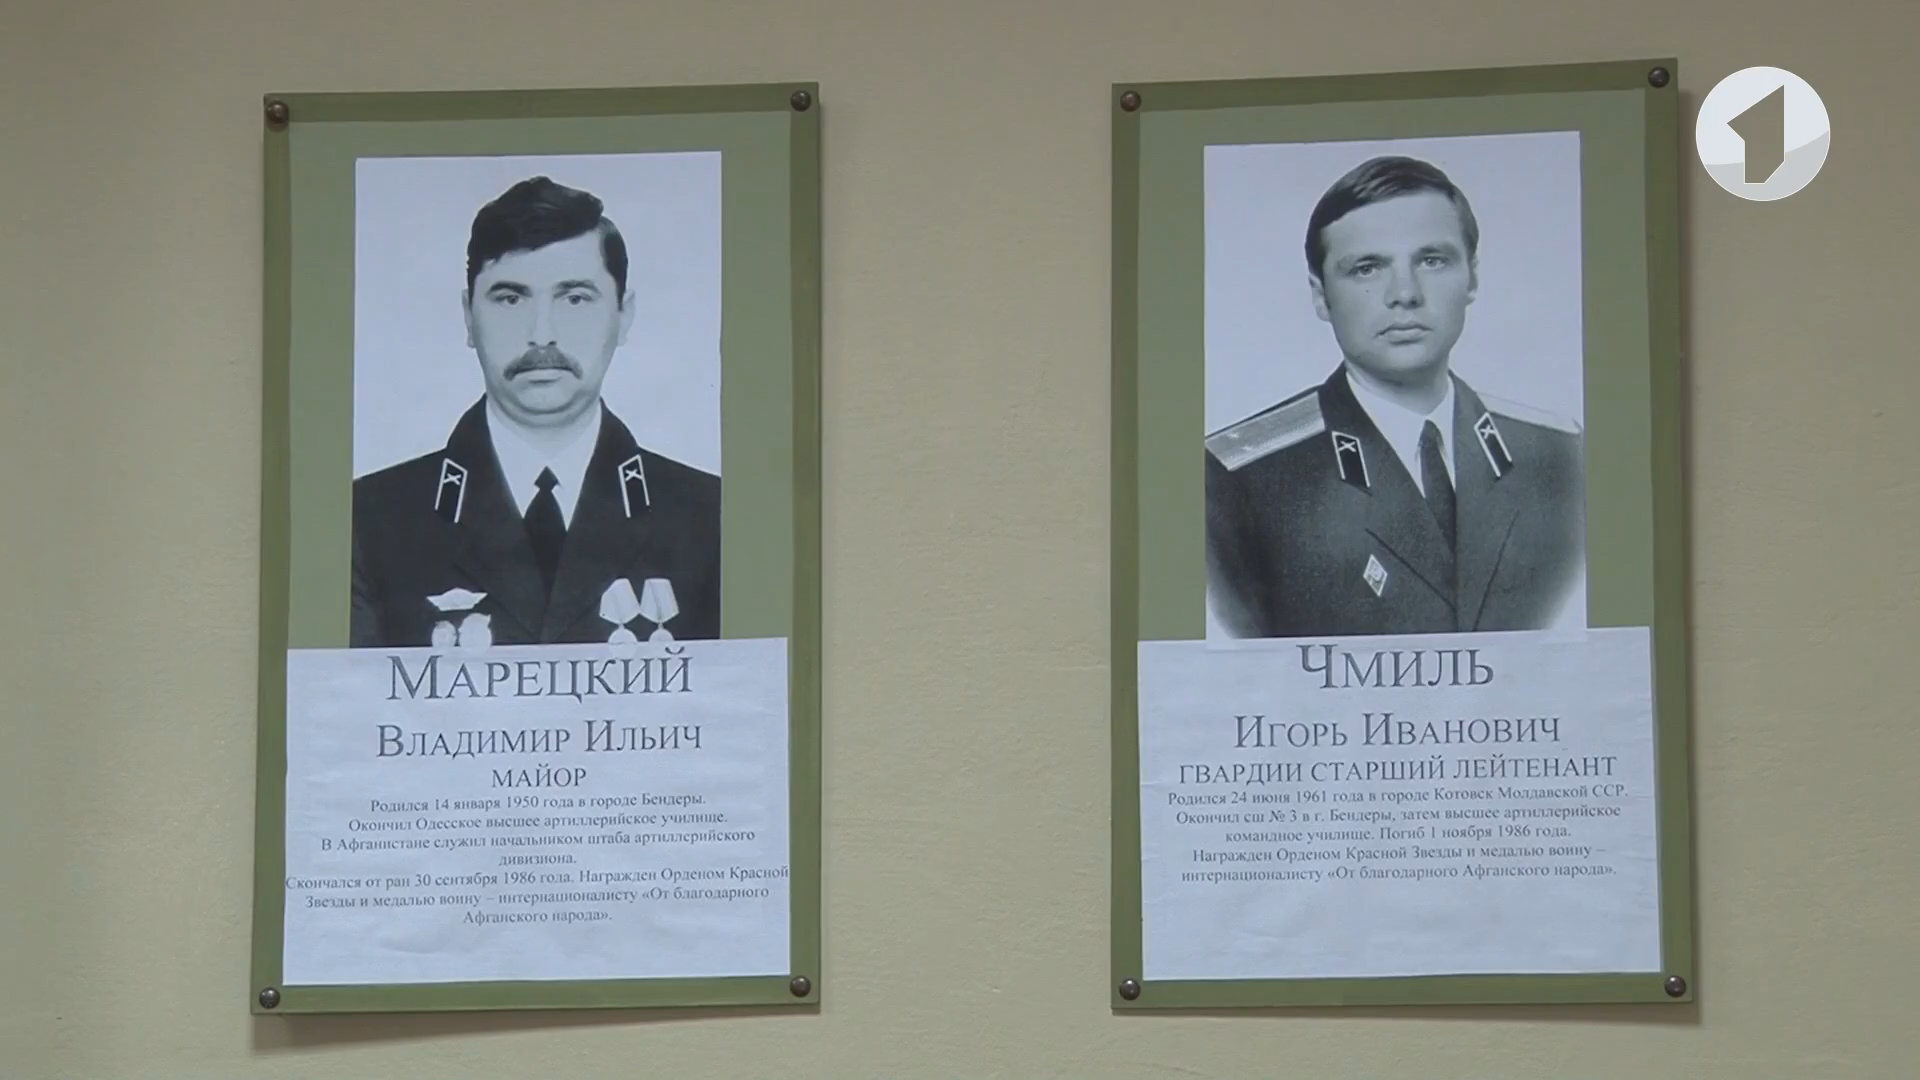 Марецкий
Владимир Ильич
майор
Родился 14 января 1950 года в городе Бендеры.
Окончил Одесское высшее артиллерийское училище.
В Афганистане служил начальником штаба артиллерийского
дивизиона.
Скончался от ран 30 сентября 1986 года. Награжден Орденом Красной
Звезды и медалью воину – интернационалисту «От благодарного
Афганского народа».
Чмиль
Игорь Иванович
гвардии старший лейтенант
Родился 24 июня 1961 года в городе Котовск Молдавской ССР.
Окончил сш № 3 в г. Бендеры, затем высшее артиллерийское
командное училище. Погиб 1 ноября 1986 года.
Награжден Орденом Красной Звезды и медалью воину –
интернационалисту «От благодарного Афганского народа».
1